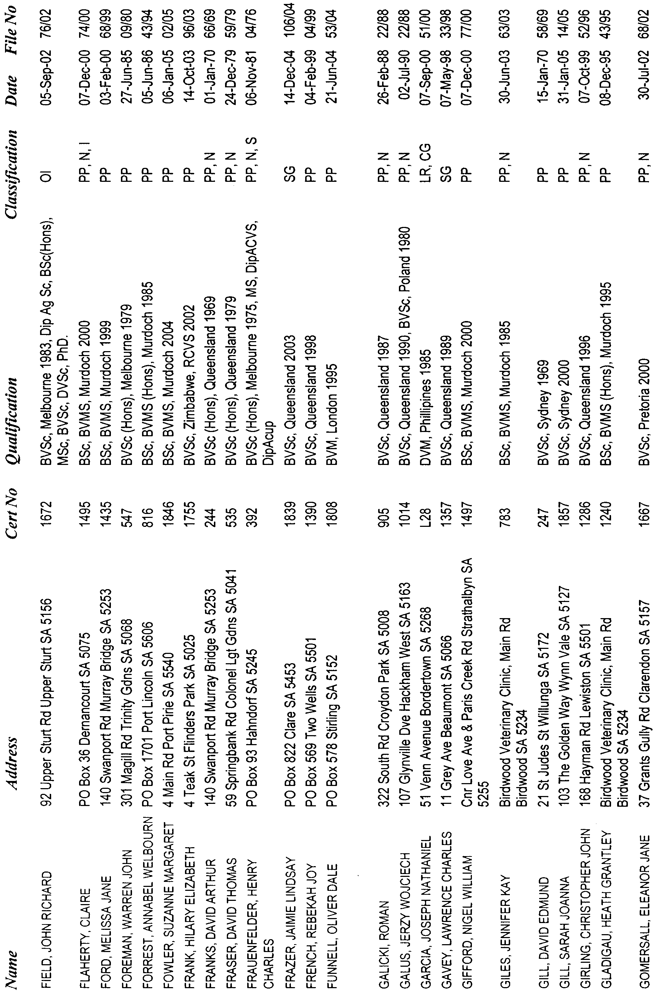 Name Address Cert No Qualification Classification Date File No
FIELD, JOHN RICHARD 92 Upper Sturt Rd Upper Sturt SA 5156 1672 BVSc, Melbourne 1983, Dip Ag Sc, BSc(Hons), OI 05-Sep-02 76/02
MSc, BVSc, DVSc, PhD.
FLAHERTY, CLAIRE PO Box 36 Dernancourt SA 5075 1495 BSc, BVMS, Murdoch 2000 PP, N, I 07-Dec-00 74/00
FORD, MELISSA JANE 140 Swanport Rd Murray Bridge SA 5253 1435 BSc, BVMS, Murdoch 1999 PP 03-Feb-00 68/99
FOREMAN, WARREN JOHN 301 Magill Rd Trinity Gdns SA 5068 547 BVSc (Hons), Melbourne 1979 PP 27-Jun-85 09/80
FORREST, ANNABEL WELBOURN PO Box 1701 Port Lincoln SA 5606 816 BSc, BVMS (Hons), Murdoch 1985 PP 05-Jun-86 43/94
FOWLER, SUZANNE MARGARET 4 Main Rd Port Pirie SA 5540 1846 BSc, BVMS, Murdoch 2004 PP 06-Jan-05 02/05
FRANK, HILARY ELIZABETH 4 Teak St Flinders Park SA 5025 1755 BVSc, Zimbabwe, RCVS 2002 PP 14-Oct-03 96/03
FRANKS, DAVID ARTHUR 140 Swanport Rd Murray Bridge SA 5253 244 BVSc (Hons), Queensland 1969 PP, N 01-Jan-70 66/69
FRASER, DAVID THOMAS 59 Springbank Rd Colonel Lgt Gdns SA 5041 535 BVSc (Hons), Queensland 1979 PP, N 24-Dec-79 59/79
FRAUENFELDER, HENRY PO Box 93 Hahndorf SA 5245 392 BVSc (Hons), Melbourne 1975, MS, DipACVS, PP, N, S 06-Nov-81 04/76
CHARLES DipAcup
FRAZER, JAIMIE LINDSAY PO Box 822 Clare SA 5453 1839 BVSc, Queensland 2003 SG 14-Dec-04 106/04
FRENCH, REBEKAH JOY PO Box 569 Two Wells SA 5501 1390 BVSc, Queensland 1998 PP 04-Feb-99 04/99
FUNNELL, OLIVER DALE PO Box 578 Stirling SA 5152 1808 BVM, London 1995 PP 21-Jun-04 53/04
GALICKI, ROMAN 322 South Rd Croydon Park SA 5008 905 BVSc, Queensland 1987 PP, N 26-Feb-88 22/88
GALUS, JERZY WOJCIECH 107 Glynville Dve Hackham West SA 5163 1014 BVSc, Queensland 1990, BVSc, Poland 1980 PP, N 02-Jul-90 22/88
GARCIA, JOSEPH NATHANIEL 51 Venn Avenue Bordertown SA 5268 L28 DVM, Phillipines 1985 LR, CG 07-Sep-00 51/00
GAVEY, LAWRENCE CHARLES 11 Grey Ave Beaumont SA 5066 1357 BVSc, Queensland 1989 SG 07-May-98 33/98
GIFFORD, NIGEL WILLIAM Cnr Love Ave & Paris Creek Rd Strathalbyn SA 1497 BSc, BVMS, Murdoch 2000 PP 07-Dec-00 77/00
5255
GILES, JENNIFER KAY Birdwood Veterinary Clinic, Main Rd 783 BSc, BVMS, Murdoch 1985 PP, N 30-Jun-03 63/03
Birdwood SA 5234
GILL, DAVID EDMUND 21 St Judes St Willunga SA 5172 247 BVSc, Sydney 1969 PP 15-Jan-70 58/69
GILL, SARAH JOANNA 103 The Golden Way Wynn Vale SA 5127 1857 BVSc, Sydney 2000 PP 31-Jan-05 14/05
GIRLING, CHRISTOPHER JOHN 168 Hayman Rd Lewiston SA 5501 1286 BVSc, Queensland 1996 PP, N 07-Oct-99 52/96
GLADIGAU, HEATH GRANTLEY Birdwood Veterinary Clinic, Main Rd 1240 BSc, BVMS (Hons), Murdoch 1995 PP 08-Dec-95 43/95
Birdwood SA 5234
GOMERSALL, ELEANOR JANE 37 Grants Gully Rd Clarendon SA 5157 1667 BVSc, Pretoria 2000 PP, N 30-Jul-02 68/02